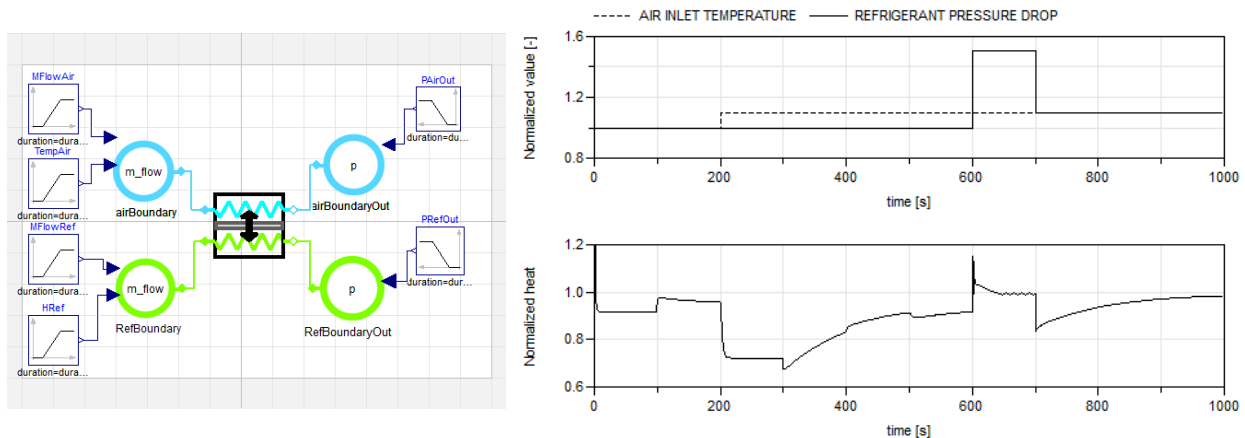 MFlowAir
duration=dura...
TempAir
duration=dura...
MFlowRef
duration=dura...
HRef
duration=dura...
m_flow
airBoundary
m_flow
RefBoundary
PAirOut
duration=du...
p
airBoundaryOut
PRefOut
duration=dur...
p
RefBoundaryOut
AIR INLET TEMPERATURE REFRIGERANT PRESSURE DROP
Normalized value [-]
1.6
1.2
0.8
0 200 400 600 800 1000
time [s]
Normalized heat
1.2
1.0
0.8
0.6
0 200 400 600 800 1000
time [s]